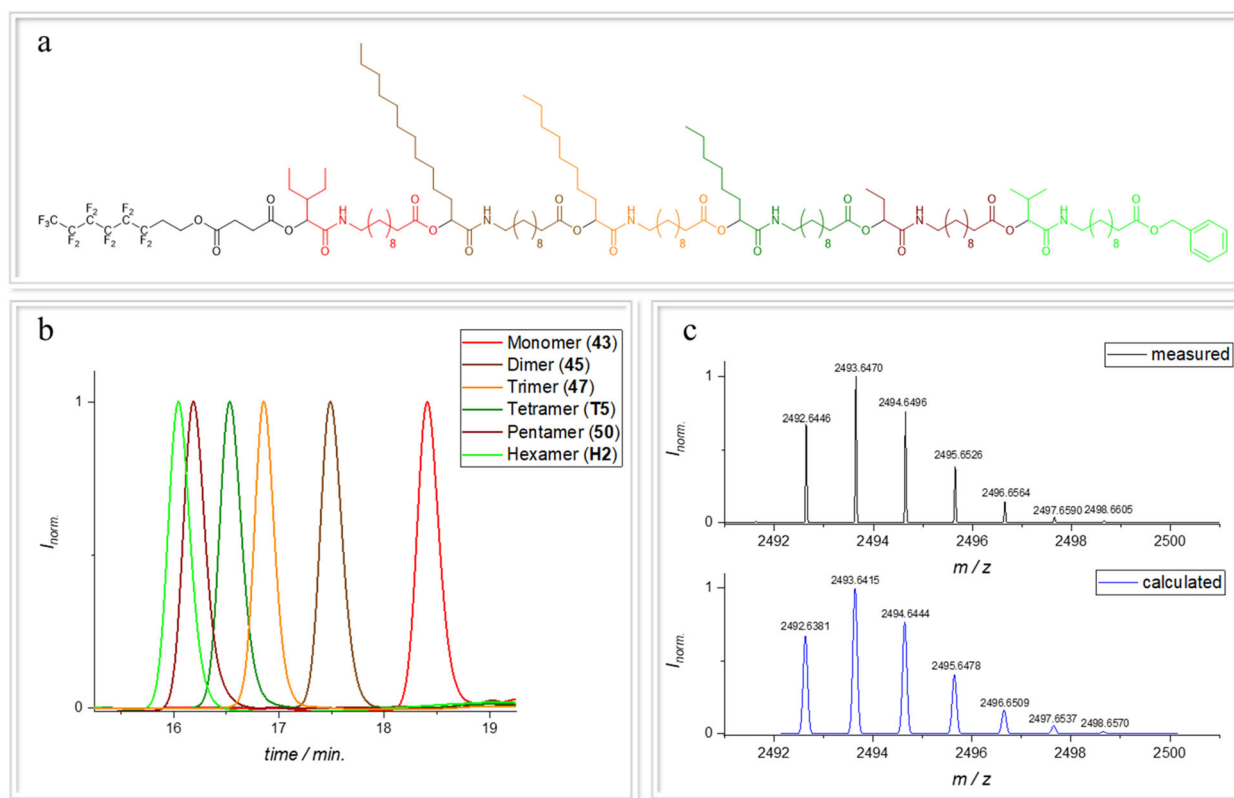 a
O O O O O O
H H H H H H
F2 F2
F3C C C C C C
F2 F2 F2
O O O N 8 O N 8 O N 8 O N 8 O N 8 O N 8 O
O O O O O O O
b
Monomer (43)
Dimer (45)
Trimer (47)
Tetramer (T5)
Pentamer (50)
Hexamer (H2)
1
0
Inorm.
16 17 18 19
time / min.
c
measured
2493.6470
2494.6496
2492.6446
2495.6526
2496.6564
2497.6590
2498.6605
1
0
Inorm.
2492 2494 2496 2498 2500
m / z
calculated
2493.6415
2494.6444
2492.6381
2495.6478
2496.6509
2497.6537
2498.6570
1
0
Inorm.
2492 2494 2496 2498 2500
m / z